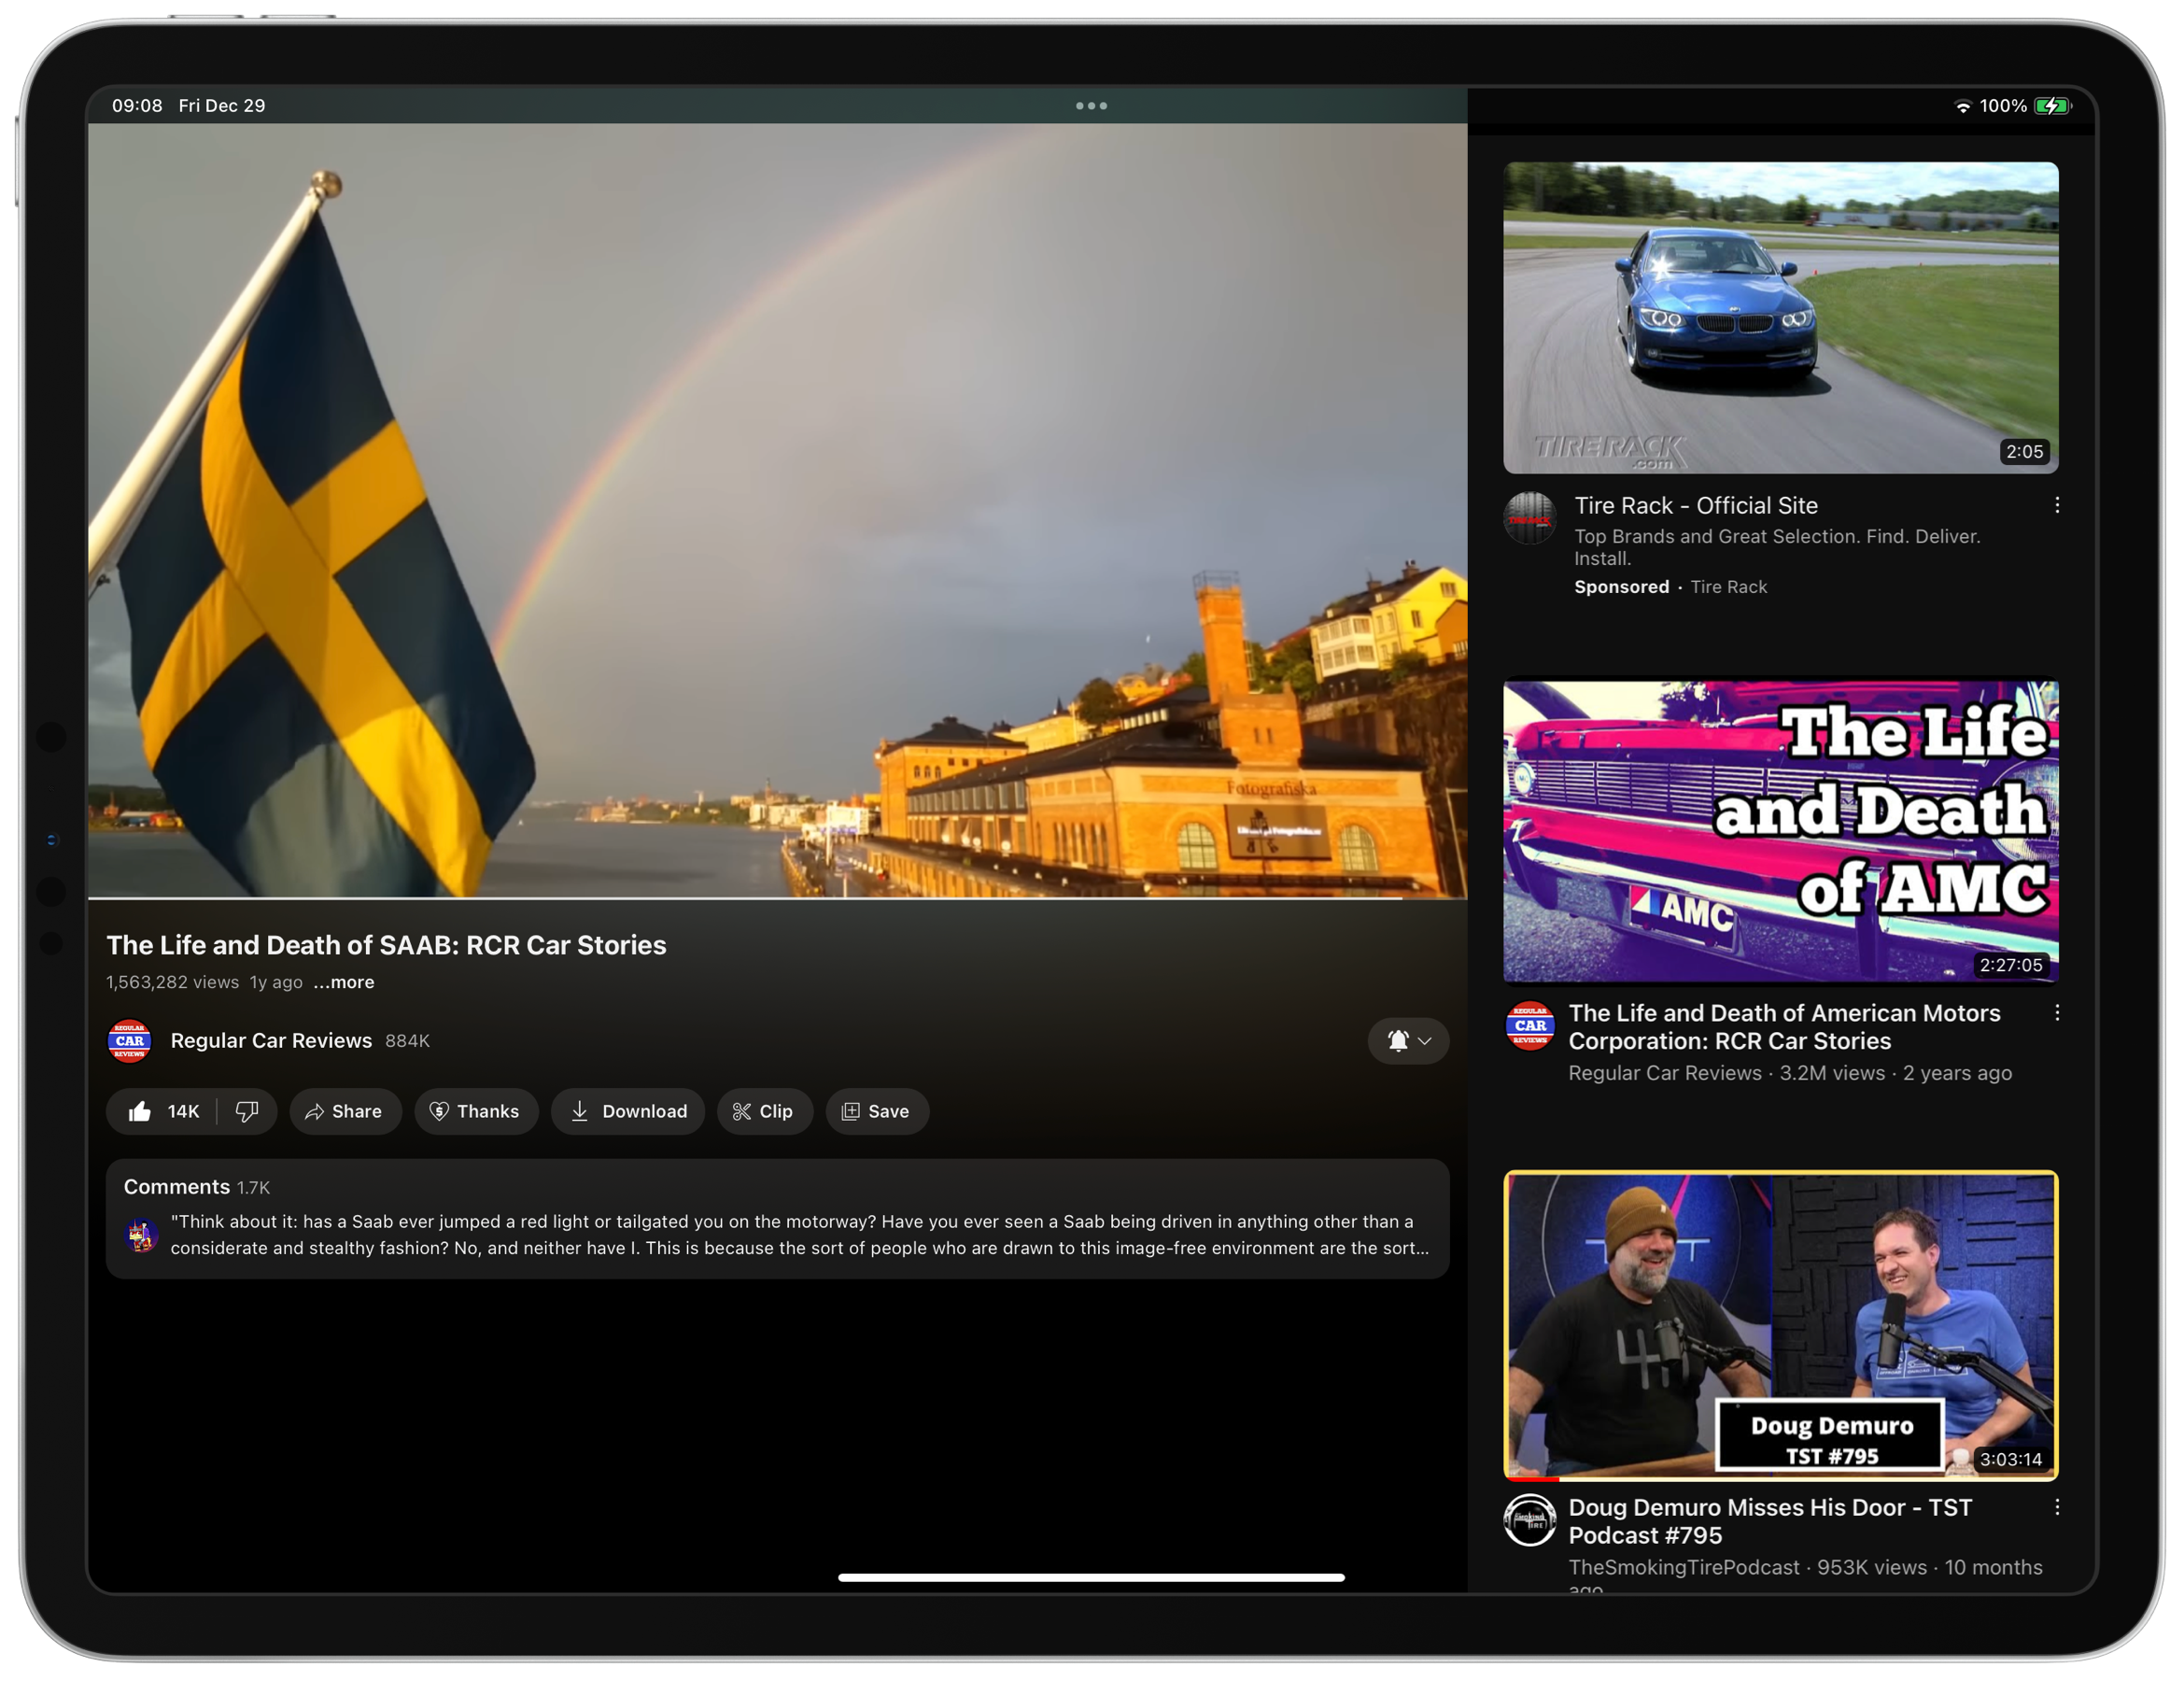 09:08 Fri Dec 29
100%
Fotografiska
The Life and Death of SAAB: RCR Car Stories
1,563,282 views 1y ago ...more
REGULAR
CAR
REVIEWS
Regular Car Reviews 884K
14K
Share
Thanks
Download
Clip
Save
Comments 1.7K
"Think about it: has a Saab ever jumped a red light or tailgated you on the motorway? Have you ever seen a Saab being driven in anything other than a
considerate and stealthy fashion? No, and neither have I. This is because the sort of people who are drawn to this image-free environment are the sort...
TIRERACK
.com
2:05
Tire Rack - Official Site
Top Brands and Great Selection. Find. Deliver.
Install.
Sponsored · Tire Rack
The Life
and Death
of AMC
AMC
2:27:05
REGULAR
CAR
REVIEWS
The Life and Death of American Motors
Corporation: RCR Car Stories
Regular Car Reviews · 3.2M views · 2 years ago
Doug Demuro
TST #795
3:03:14
Doug Demuro Misses His Door - TST
Podcast #795
TheSmokingTirePodcast · 953K views · 10 months
ago